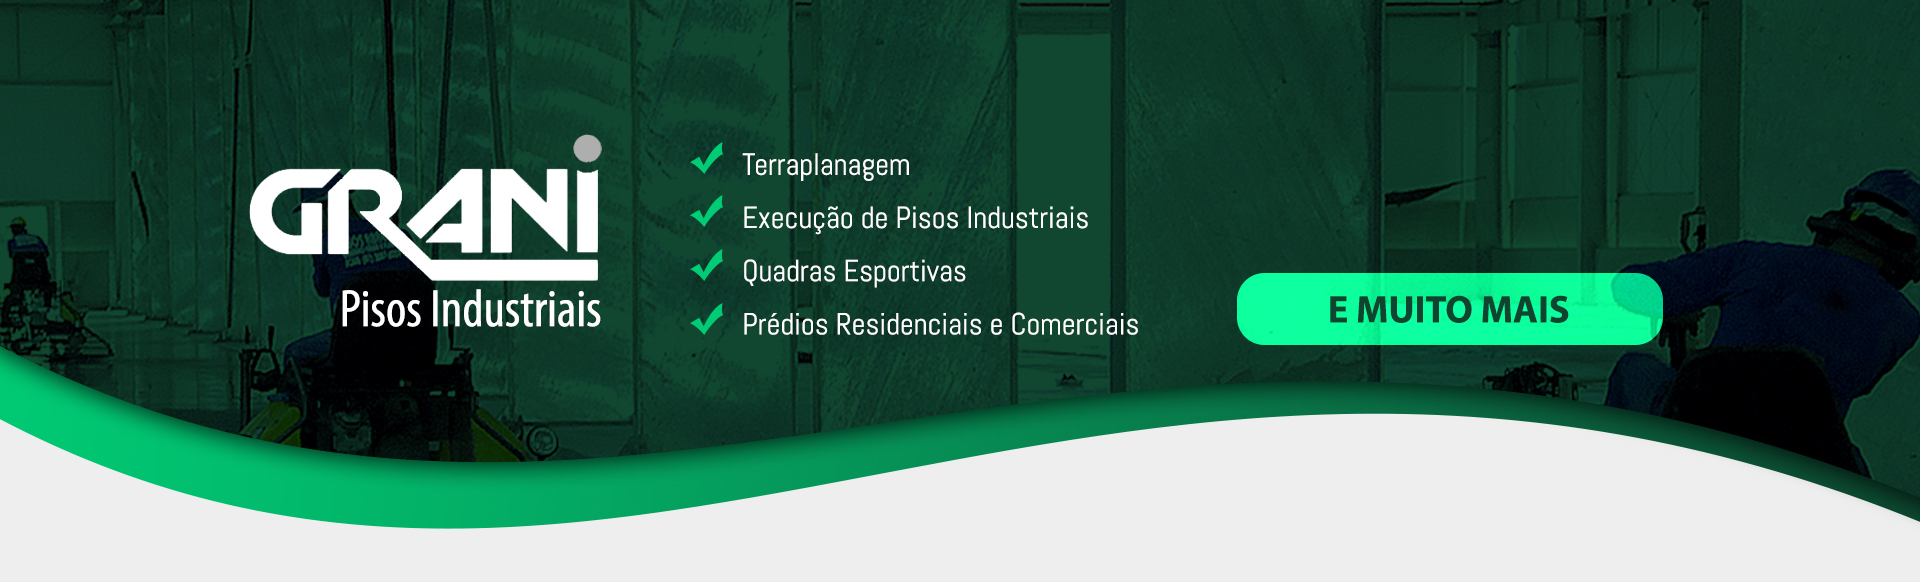 GRANi
Pisos Industriais
Terraplanagem
Execução de Pisos Industriais
Quadras Esportivas
Prédios Residenciais e Comerciais
E MUITO MAIS